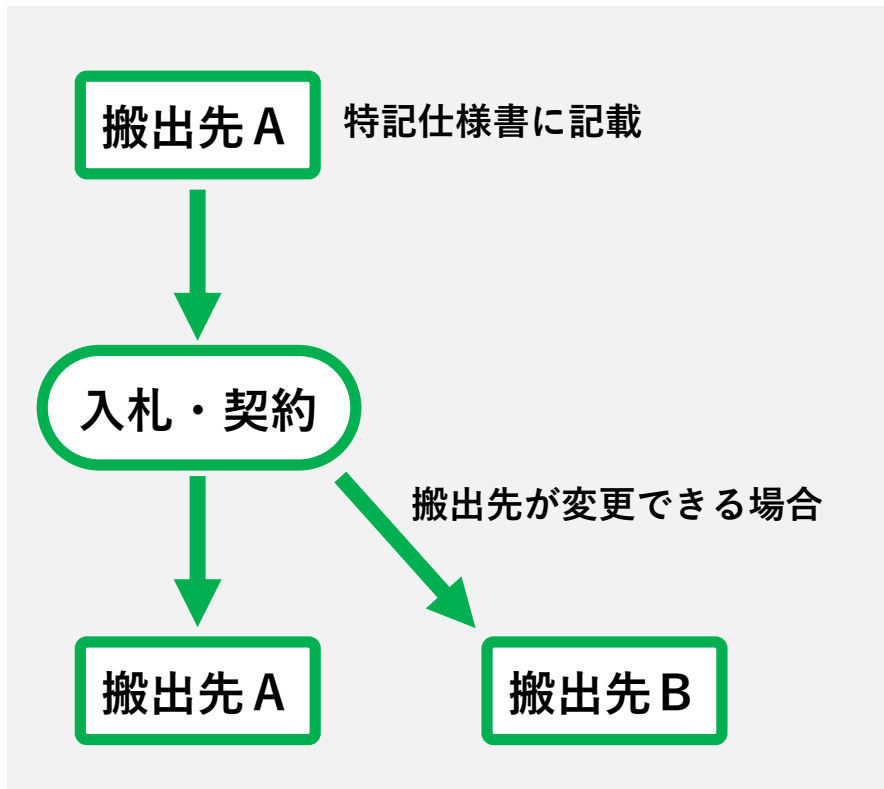 搬出先Ａ
特記仕様書に記載
入札・契約
搬出先が変更できる場合
搬出先Ａ
搬出先Ｂ